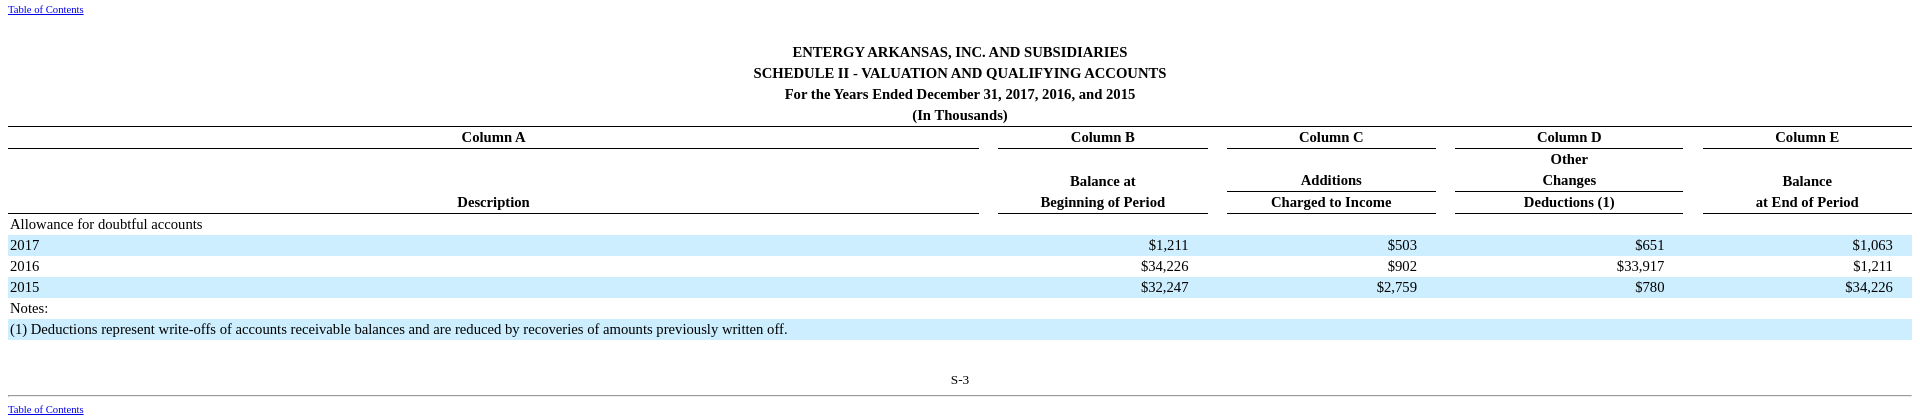 Table of Contents
ENTERGY ARKANSAS, INC. AND SUBSIDIARIES
SCHEDULE II - VALUATION AND QUALIFYING ACCOUNTS
For the Years Ended December 31, 2017, 2016, and 2015
(In Thousands)
Column A Column B Column C Column D Column E
Other
Balance at Additions Changes Balance
Description Beginning of Period Charged to Income Deductions (1) at End of Period
Allowance for doubtful accounts
2017 $1,211 $503 $651 $1,063
2016 $34,226 $902 $33,917 $1,211
2015 $32,247 $2,759 $780 $34,226
Notes:
(1) Deductions represent write-offs of accounts receivable balances and are reduced by recoveries of amounts previously written off.
S-3
Table of Contents